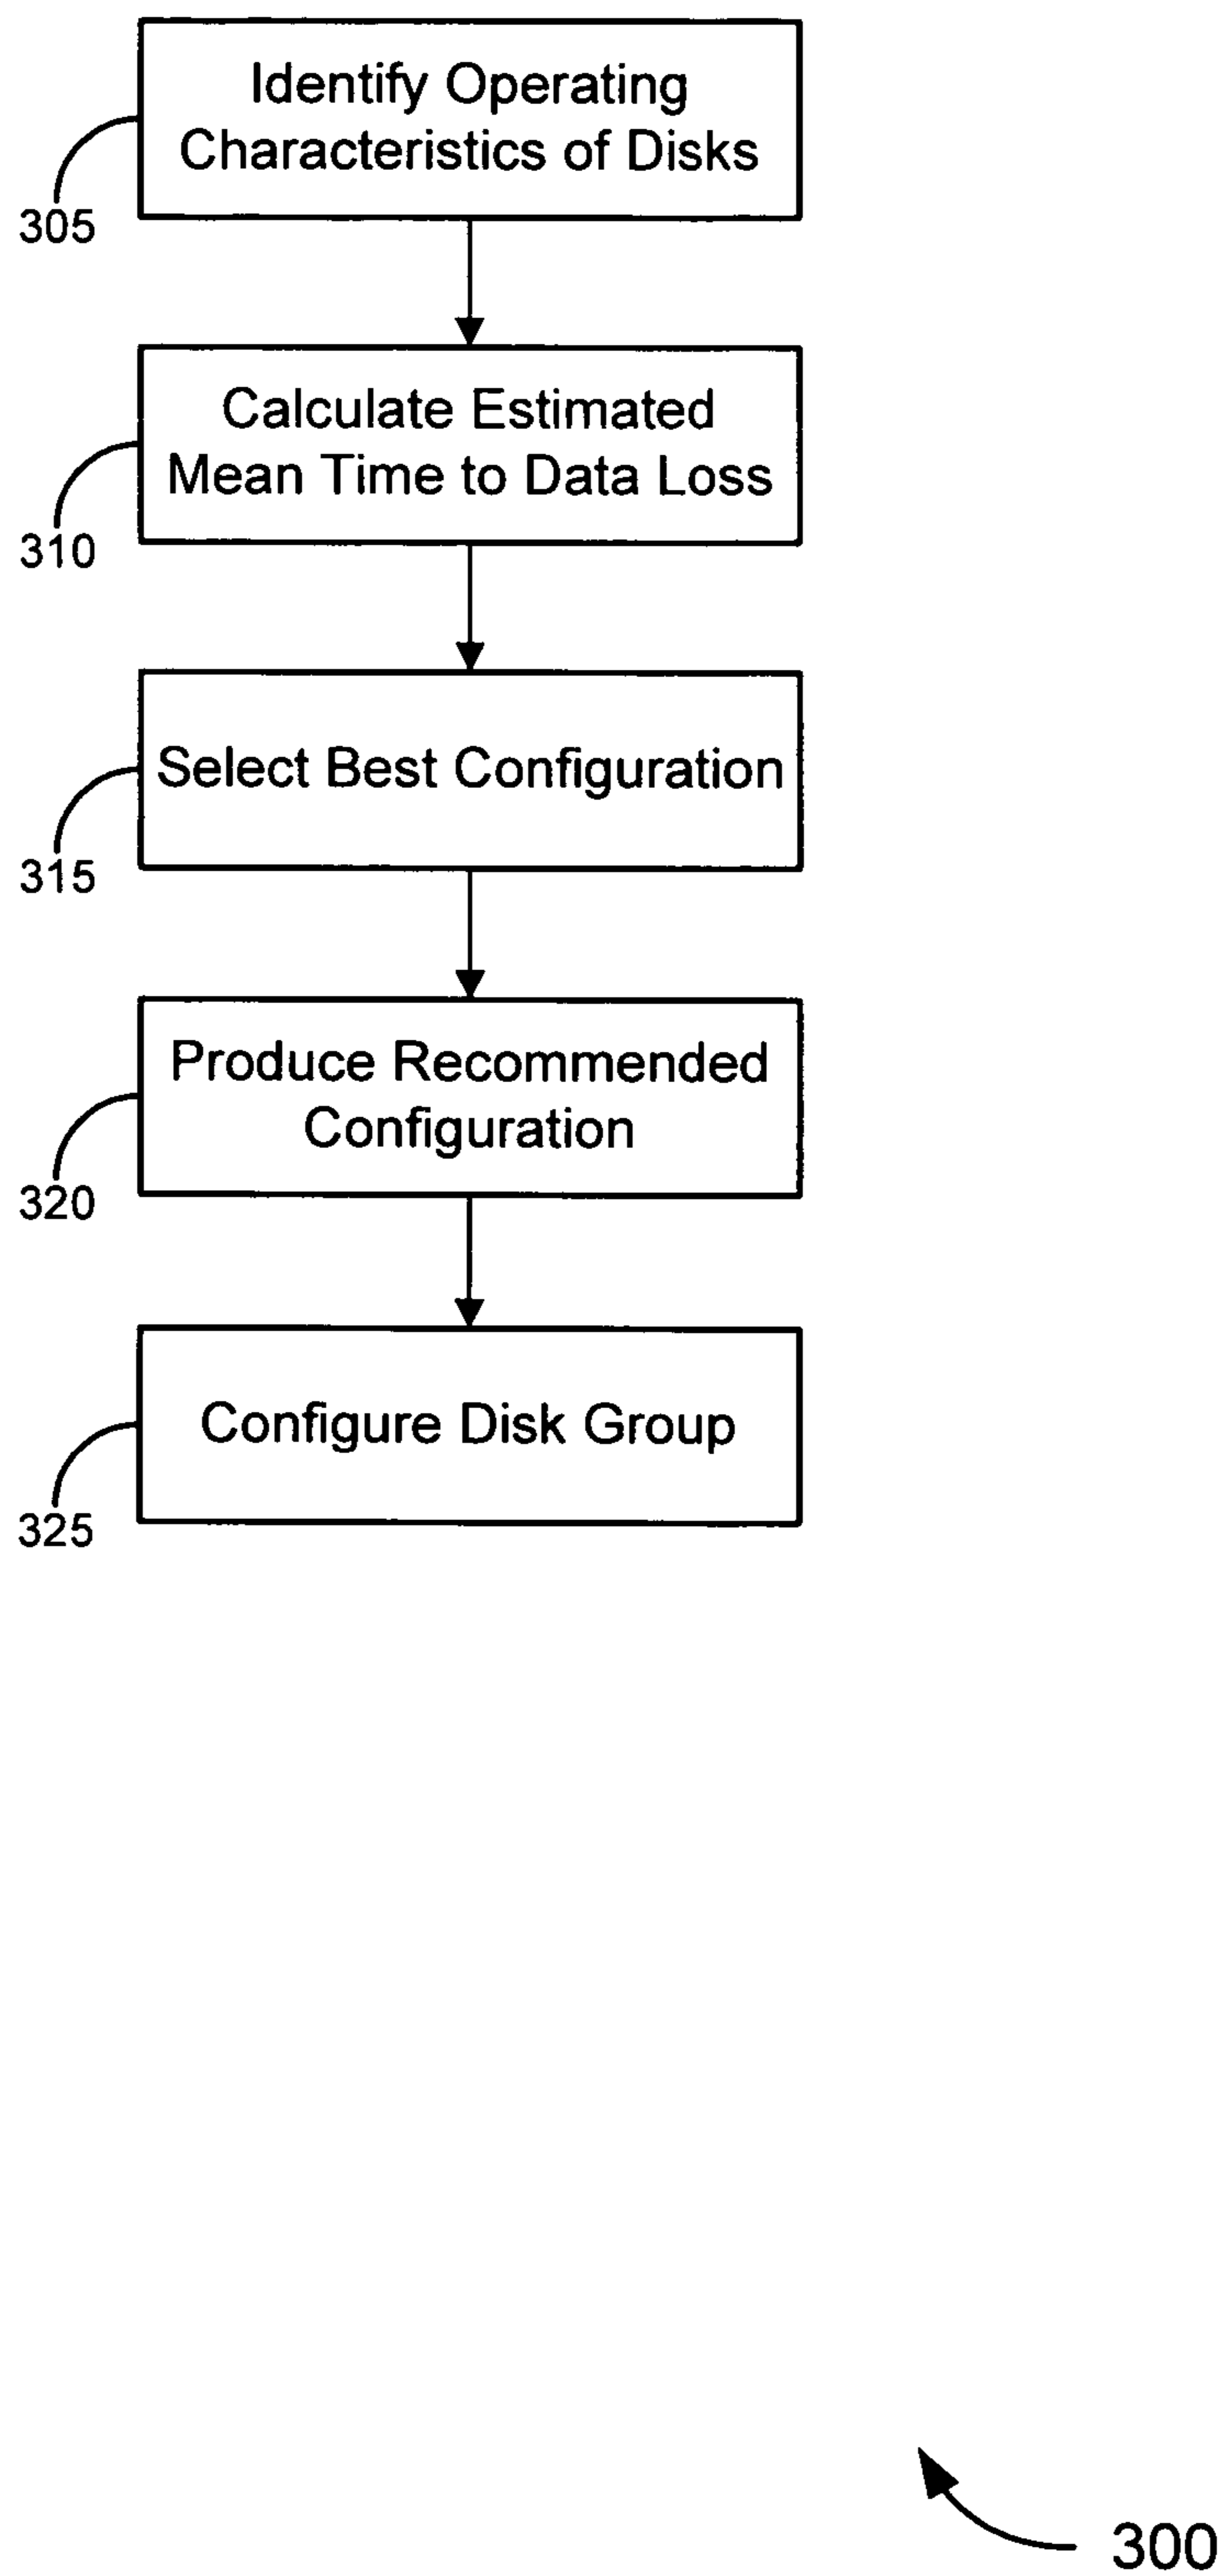 Identify Operating
Characteristics of Disks
305
Calculate Estimated
Mean Time to Data Loss
310
Select Best Configuration
315
Produce Recommended
Configuration
320
Configure Disk Group
325
300